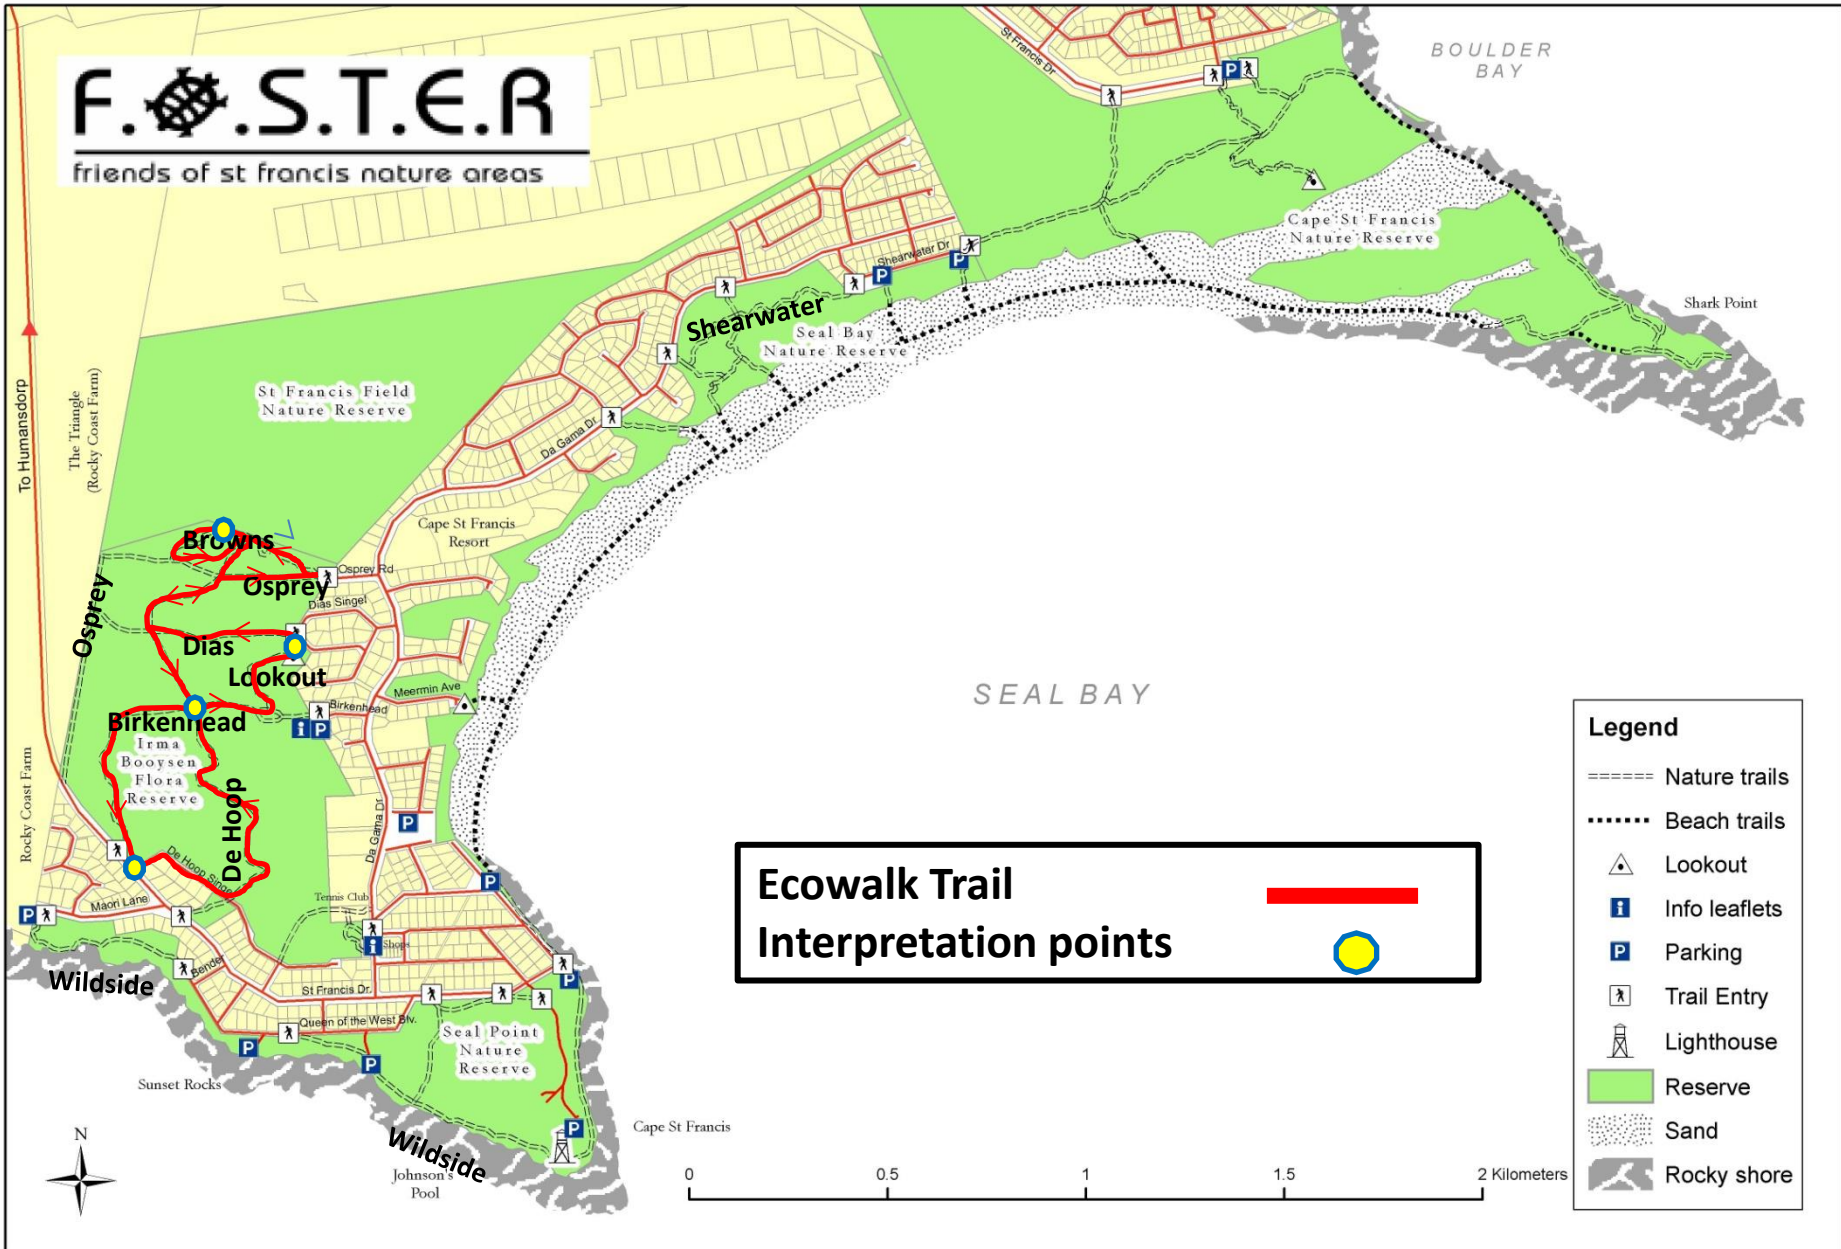 F. .S.T.E.R
friends of st francis nature areas
BOULDER
BAY
St Francis Dr
Cape St Francis
Nature Reserve
Shark Point
Shearwater Dr
Shearwater
Seal Bay
Nature Reserve
St Francis Field
Nature Reserve
To Humansdorp
The Triangle
(Rocky Coast Farm)
Da Gama Dr
Cape St Francis
Resort
Browns
Osprey Rd
Osprey
Osprey
Dias Singel
Dias
Lookout
Meermin Ave
Birkenhead
Birkenhead
SEAL BAY
Irma
Booysen
Flora
Reserve
De Hoop
Rocky Coast Farm
Da Gama Dr
De Hoop Singel
Maori Lane
Tennis Club
Shops
Wildside
Bender
St Francis Dr.
Queen of the West Blv.
Seal Point
Nature
Reserve
Sunset Rocks
Cape St Francis
Wildside
Johnson's
Pool
N
Ecowalk Trail
Interpretation points
0 0.5 1 1.5 2 Kilometers
Legend
Nature trails
Beach trails
Lookout
i Info leaflets
P Parking
Trail Entry
Lighthouse
Reserve
Sand
Rocky shore